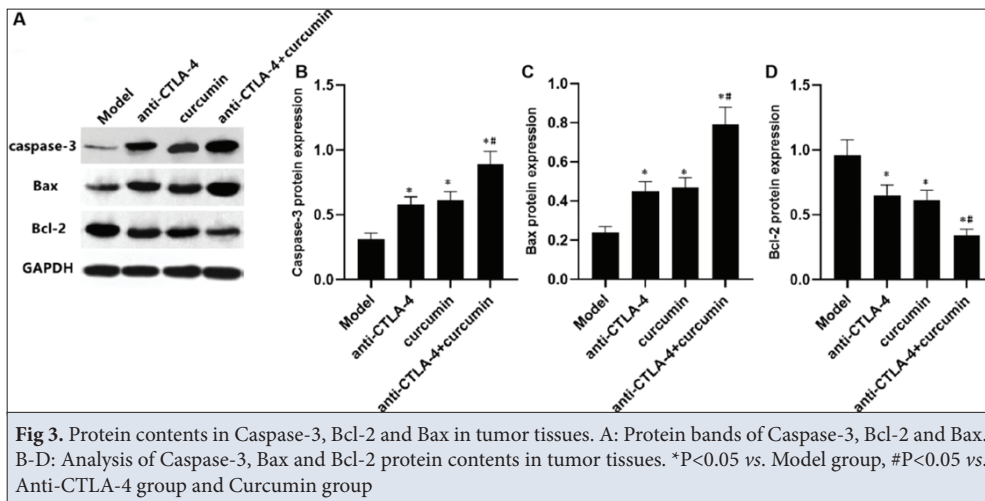 A
Model
anti-CTLA-4
curcumin
anti-CTLA-4+curcumin
caspase-3
Bax
Bcl-2
GAPDH
B
Caspase-3 protein expression
1.5
1.0
0.5
0.0
*
*
*#
Model
anti-CTLA-4
curcumin
anti-CTLA-4+curcumin
C
Bax protein expression
1.0
0.8
0.6
0.4
0.2
0.0
*
*
*#
Model
anti-CTLA-4
curcumin
anti-CTLA-4+curcumin
D
Bcl-2 protein expression
1.5
1.0
0.5
0.0
*
*
*#
Model
anti-CTLA-4
curcumin
anti-CTLA-4+curcumin
Fig 3. Protein contents in Caspase-3, Bcl-2 and Bax in tumor tissues. A: Protein bands of Caspase-3, Bcl-2 and Bax.
B-D: Analysis of Caspase-3, Bax and Bcl-2 protein contents in tumor tissues. *P<0.05 vs. Model group, #P<0.05 vs.
Anti-CTLA-4 group and Curcumin group